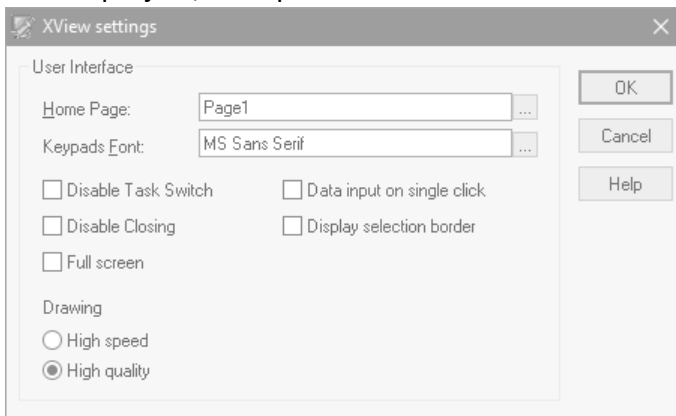 XView settings
User Interface
Home Page: Page1 ...
Keypads Font: MS Sans Serif ...
Disable Task Switch
Data input on single click
Disable Closing
Display selection border
Full screen
Drawing
High speed
High quality
OK
Cancel
Help